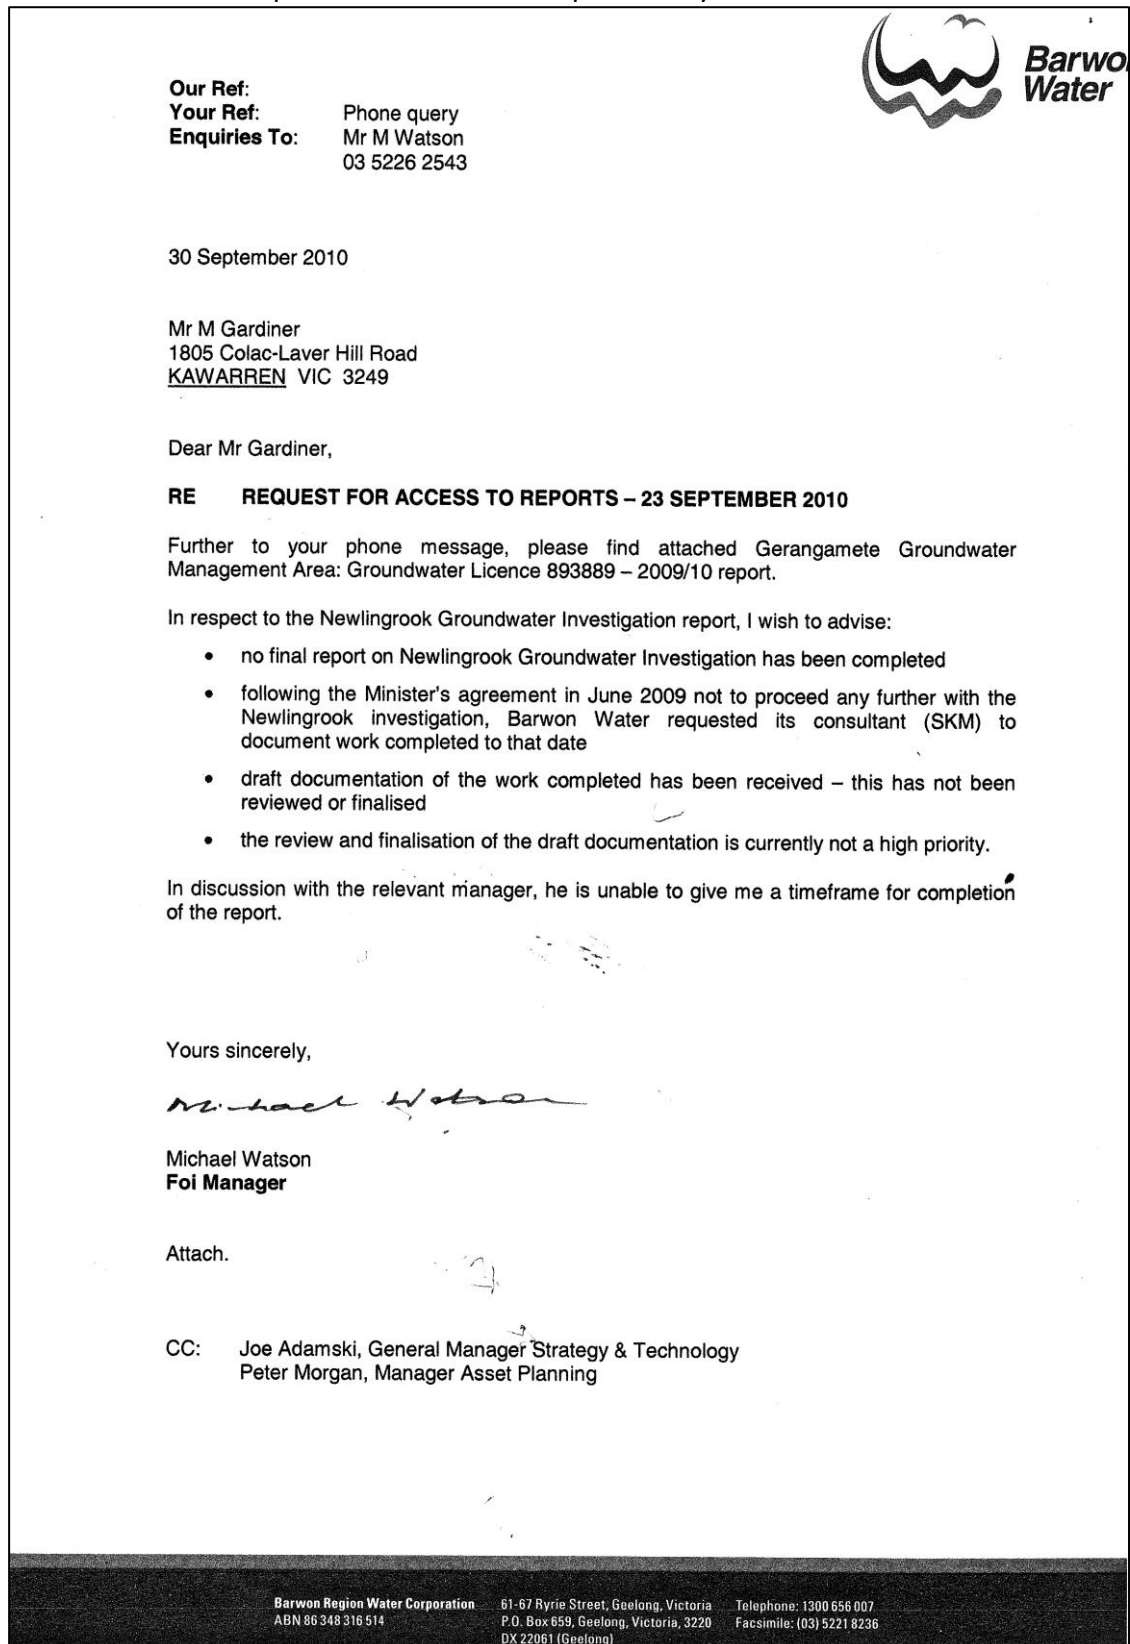 Barwo
Water
Our Ref:
Your Ref: Phone query
Enquiries To: Mr M Watson
03 5226 2543
30 September 2010
Mr M Gardiner
1805 Colac-Laver Hill Road
KAWARREN VIC 3249
Dear Mr Gardiner,
RE REQUEST FOR ACCESS TO REPORTS – 23 SEPTEMBER 2010
Further to your phone message, please find attached Gerangamete Groundwater
Management Area: Groundwater Licence 893889 – 2009/10 report.
In respect to the Newlingrook Groundwater Investigation report, I wish to advise:
• no final report on Newlingrook Groundwater Investigation has been completed
• following the Minister's agreement in June 2009 not to proceed any further with the
Newlingrook investigation, Barwon Water requested its consultant (SKM) to
document work completed to that date
• draft documentation of the work completed has been received – this has not been
reviewed or finalised
• the review and finalisation of the draft documentation is currently not a high priority.
In discussion with the relevant manager, he is unable to give me a timeframe for completion
of the report.
Yours sincerely,
Michael Watson
Michael Watson
Foi Manager
Attach.
CC: Joe Adamski, General Manager Strategy & Technology
Peter Morgan, Manager Asset Planning
Barwon Region Water Corporation 61-67 Ryrie Street, Geelong, Victoria Telephone: 1300 656 007
ABN 86 348 316 514 P.O. Box 659, Geelong, Victoria, 3220 Facsimile: (03) 5221 8236
DX 22061 (Geelong)